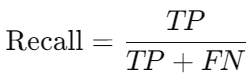 Recall = TP / (TP + FN)